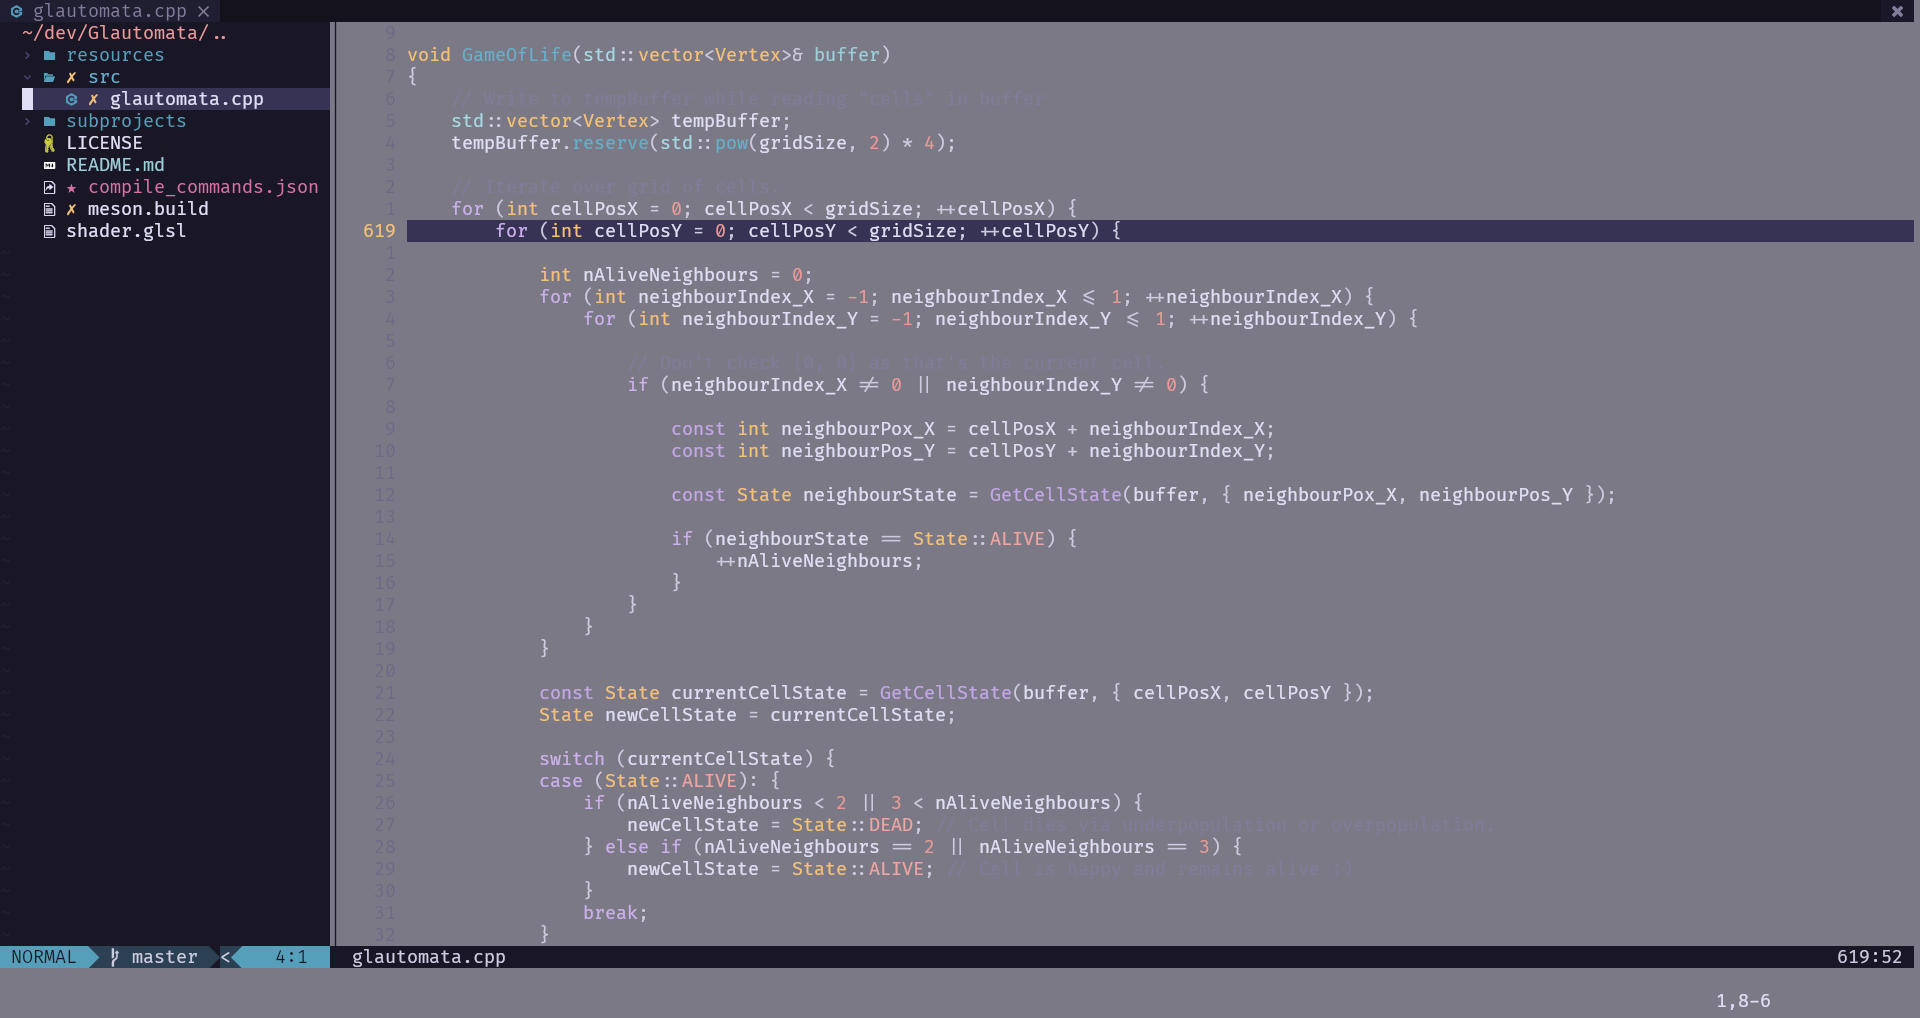 glautomata.cpp ×
~/dev/Glautomata/..
resources
✗ src
✗ glautomata.cpp
subprojects
LICENSE
README.md
★ compile_commands.json
✗ meson.build
shader.glsl
9
8 void GameOfLife(std::vector<Vertex>& buffer)
7 {
6 // Write to tempBuffer while reading "cells" in buffer
5 std::vector<Vertex> tempBuffer;
4 tempBuffer.reserve(std::pow(gridSize, 2) * 4);
3
2 // Iterate over grid of cells.
1 for (int cellPosX = 0; cellPosX < gridSize; ++cellPosX) {
619 for (int cellPosY = 0; cellPosY < gridSize; ++cellPosY) {
1
2 int nAliveNeighbours = 0;
3 for (int neighbourIndex_X = -1; neighbourIndex_X <= 1; ++neighbourIndex_X) {
4 for (int neighbourIndex_Y = -1; neighbourIndex_Y <= 1; ++neighbourIndex_Y) {
5
6 // Don't check [0, 0] as that's the current cell.
7 if (neighbourIndex_X != 0 || neighbourIndex_Y != 0) {
8
9 const int neighbourPox_X = cellPosX + neighbourIndex_X;
10 const int neighbourPos_Y = cellPosY + neighbourIndex_Y;
11
12 const State neighbourState = GetCellState(buffer, { neighbourPox_X, neighbourPos_Y });
13
14 if (neighbourState == State::ALIVE) {
15 ++nAliveNeighbours;
16 }
17 }
18 }
19 }
20
21 const State currentCellState = GetCellState(buffer, { cellPosX, cellPosY });
22 State newCellState = currentCellState;
23
24 switch (currentCellState) {
25 case (State::ALIVE): {
26 if (nAliveNeighbours < 2 || 3 < nAliveNeighbours) {
27 newCellState = State::DEAD; // Cell dies via underpopulation or overpopulation.
28 } else if (nAliveNeighbours == 2 || nAliveNeighbours == 3) {
29 newCellState = State::ALIVE; // Cell is happy and remains alive :)
30 }
31 break;
32 }
NORMAL master < 4:1 glautomata.cpp 619:52
1,8-6